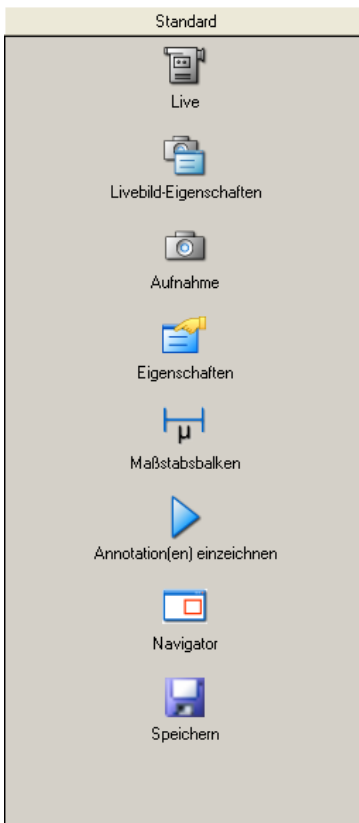 Standard
Live
Livebild-Eigenschaften
Aufnahme
Eigenschaften
µ
Maßstabsbalken
Annotation(en) einzeichnen
Navigator
Speichern